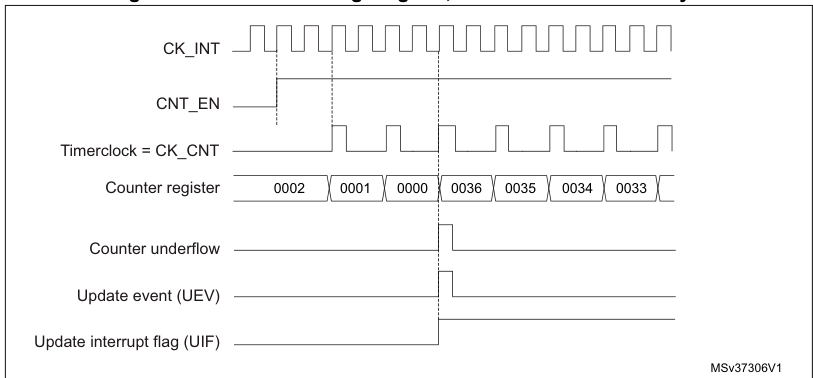 CK_INT
CNT_EN
Timerclock = CK_CNT
Counter register 0002 0001 0000 0036 0035 0034 0033
Counter underflow
Update event (UEV)
Update interrupt flag (UIF)
MSv37306V1